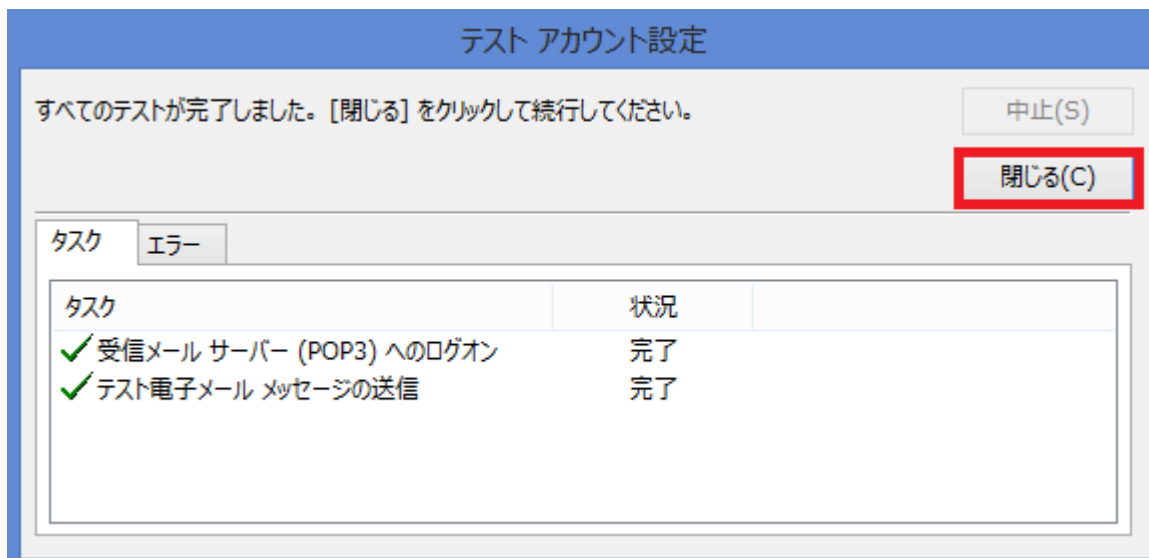 テスト アカウント設定
すべてのテストが完了しました。[閉じる] をクリックして続行してください。
中止(S)
閉じる(C)
タスク エラー
タスク 状況
受信メール サーバー (POP3) へのログオン 完了
テスト電子メール メッセージの送信 完了